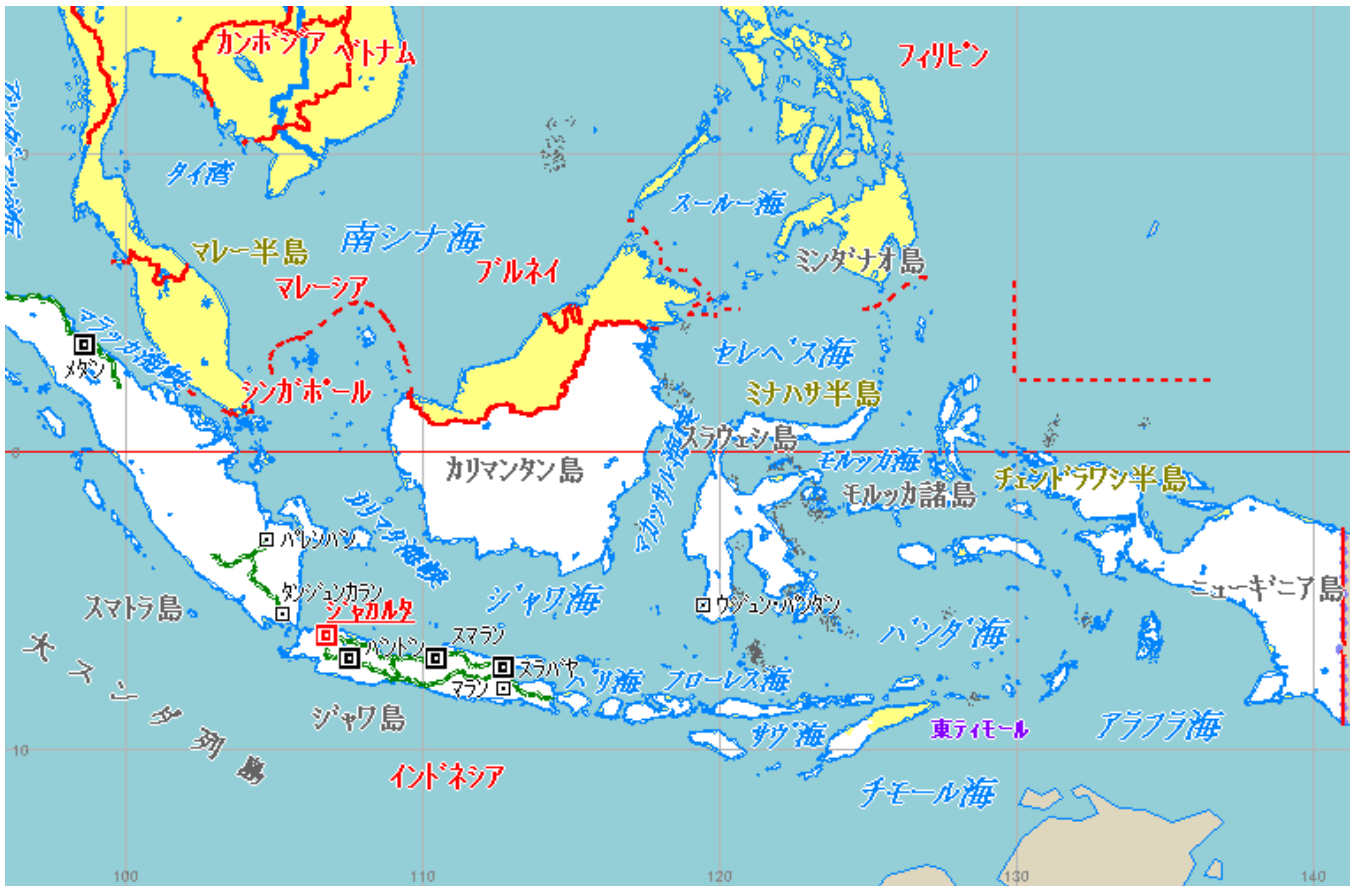 カンボジア
ベトナム
フィリピン
タイ湾
スールー海
南シナ海
マレー半島
ブルネイ
ミンダナオ島
マレーシア
マラッカ海峡
メダン
セレベス海
シンガポール
ミナハサ半島
スラウェシ島
0
カリマンタン島
モルッカ海
チェンドラワシ半島
モルッカ諸島
マカッサル海峡
カリマタ海峡
パレンバン
ニューギニア島
タンジュンカラン
スマトラ島
ジャワ海
ウジュン・パンダン
ジャカルタ
バンドン
スマラン
スラバヤ
マラン
バンダ海
バリ海
フローレス海
大スンダ列島
ジャワ島
サヴ海
東ティモール
アラフラ海
10
インドネシア
チモール海
100
110
120
130
140